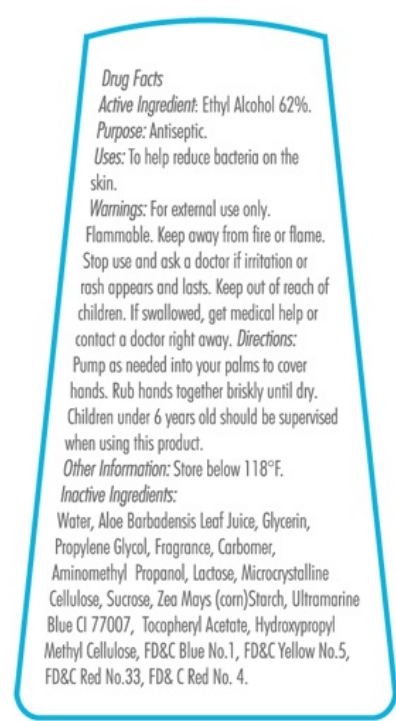 Drug Facts
Active Ingredient: Ethyl Alcohol 62%.
Purpose: Antiseptic.
Uses: To help reduce bacteria on the
skin.
Warnings: For external use only.
Flammable. Keep away from fire or flame.
Stop use and ask a doctor if irritation or
rash appears and lasts. Keep out of reach of
children. If swallowed, get medical help or
contact a doctor right away. Directions:
Pump as needed into your palms to cover
hands. Rub hands together briskly until dry.
Children under 6 years old should be supervised
when using this product.
Other Information: Store below 118°F.
Inactive Ingredients:
Water, Aloe Barbadensis Leaf Juice, Glycerin,
Propylene Glycol, Fragrance, Carbomer,
Aminomethyl Propanol, Lactose, Microcrystalline
Cellulose, Sucrose, Zea Mays (corn)Starch, Ultramarine
Blue CI 77007, Tocopheryl Acetate, Hydroxypropyl
Methyl Cellulose, FD&C Blue No.1, FD&C Yellow No.5,
FD&C Red No.33, FD& C Red No. 4.